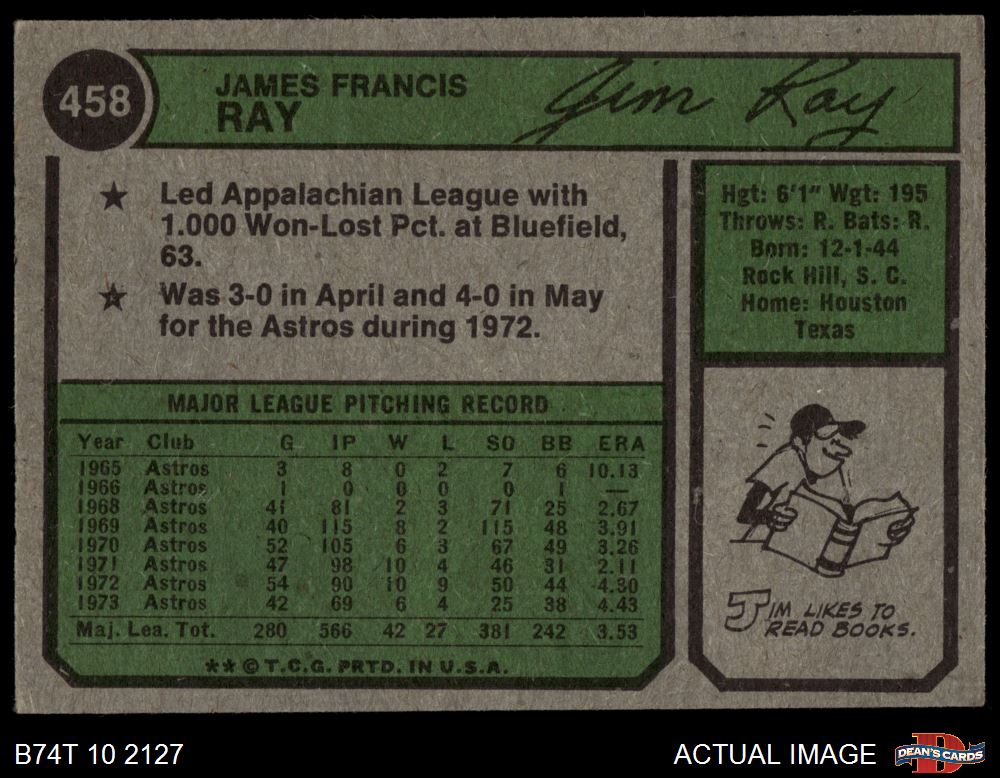 458
JAMES FRANCIS
RAY
Jim Ray
★ Led Appalachian League with
1.000 Won-Lost Pct. at Bluefield,
63.
★ Was 3-0 in April and 4-0 in May
for the Astros during 1972.
Hgt: 6'1" Wgt: 195
Throws: R. Bats: R.
Born: 12-1-44
Rock Hill, S. C.
Home: Houston
Texas
MAJOR LEAGUE PITCHING RECORD
Year Club G IP W L SO BB ERA
1965 Astros 3 8 0 2 7 6 10.13
1966 Astros 1 0 0 0 0 1 —
1968 Astros 41 81 2 3 71 25 2.67
1969 Astros 40 115 8 2 115 48 3.91
1970 Astros 52 105 6 3 67 49 3.26
1971 Astros 47 98 10 4 46 31 2.11
1972 Astros 54 90 10 9 50 44 4.30
1973 Astros 42 69 6 4 25 38 4.43
Maj. Lea. Tot. 280 566 42 27 381 242 3.53
** © T.C.G. PRTD. IN U.S.A.
JIM LIKES TO
READ BOOKS.
B74T 10 2127
ACTUAL IMAGE
D
DEAN'S CARDS